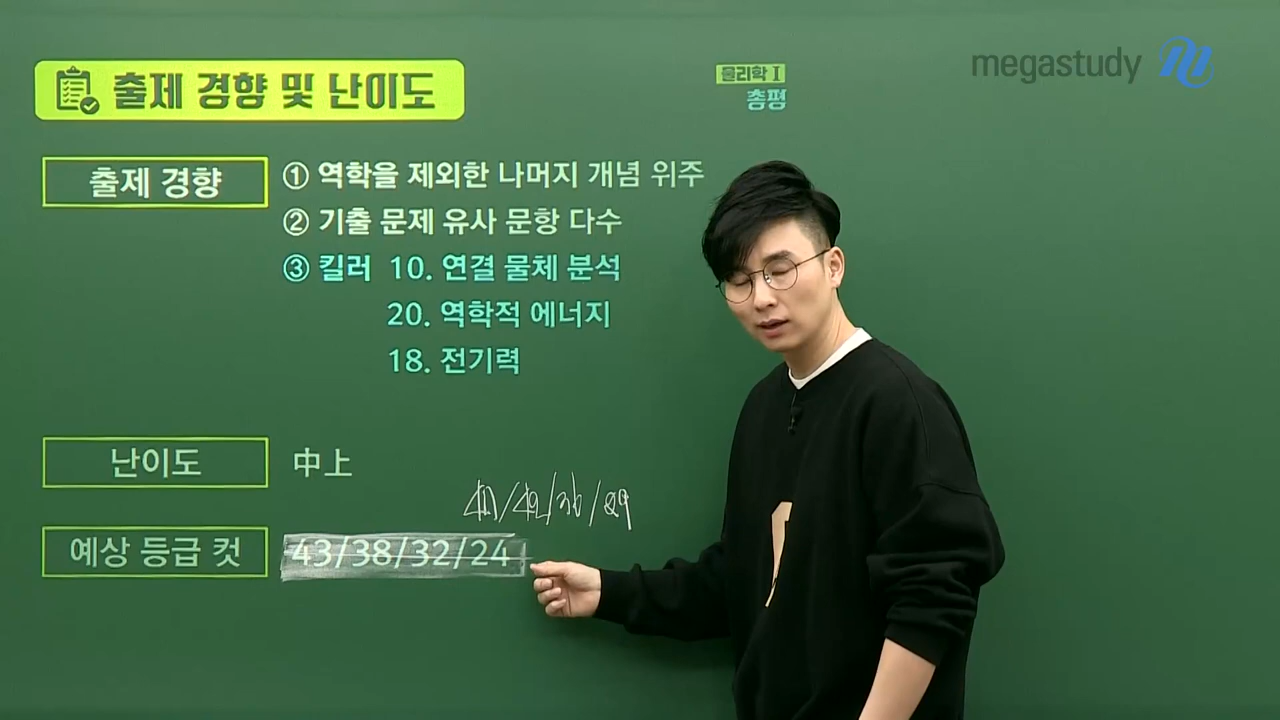 출제 경향 및 난이도
물리학 I
총평
megastudy
출제 경향
① 역학을 제외한 나머지 개념 위주
② 기출 문제 유사 문항 다수
③ 킬러 10. 연결 물체 분석
20. 역학적 에너지
18. 전기력
난이도
中上
예상 등급 컷
43/38/32/24